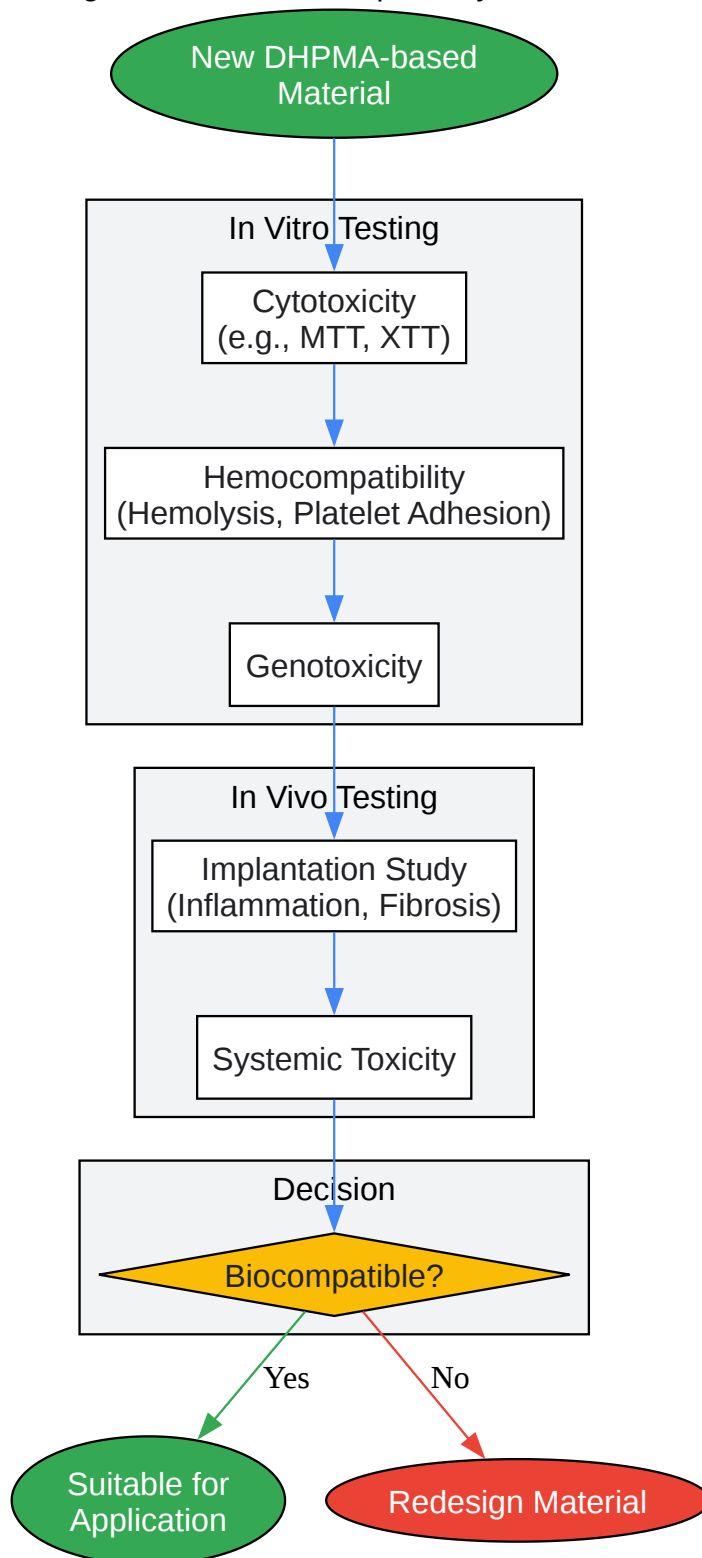 New DHPMA-based
Material
In Vitro Testing
Cytotoxicity
(e.g., MTT, XTT)
Hemocompatibility
(Hemolysis, Platelet Adhesion)
Genotoxicity
In Vivo Testing
Implantation Study
(Inflammation, Fibrosis)
Systemic Toxicity
Decision
Biocompatible?
Yes
No
Suitable for
Application
Redesign Material